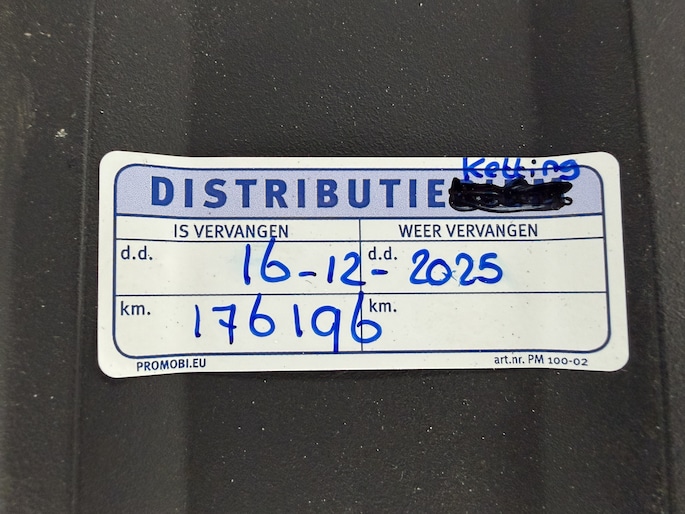 Ketting
DISTRIBUTIE
IS VERVANGEN WEER VERVANGEN
d.d. 16-12- d.d. 2025
km. 176196 km.
PROMOBI.EU art.nr. PM 100-02